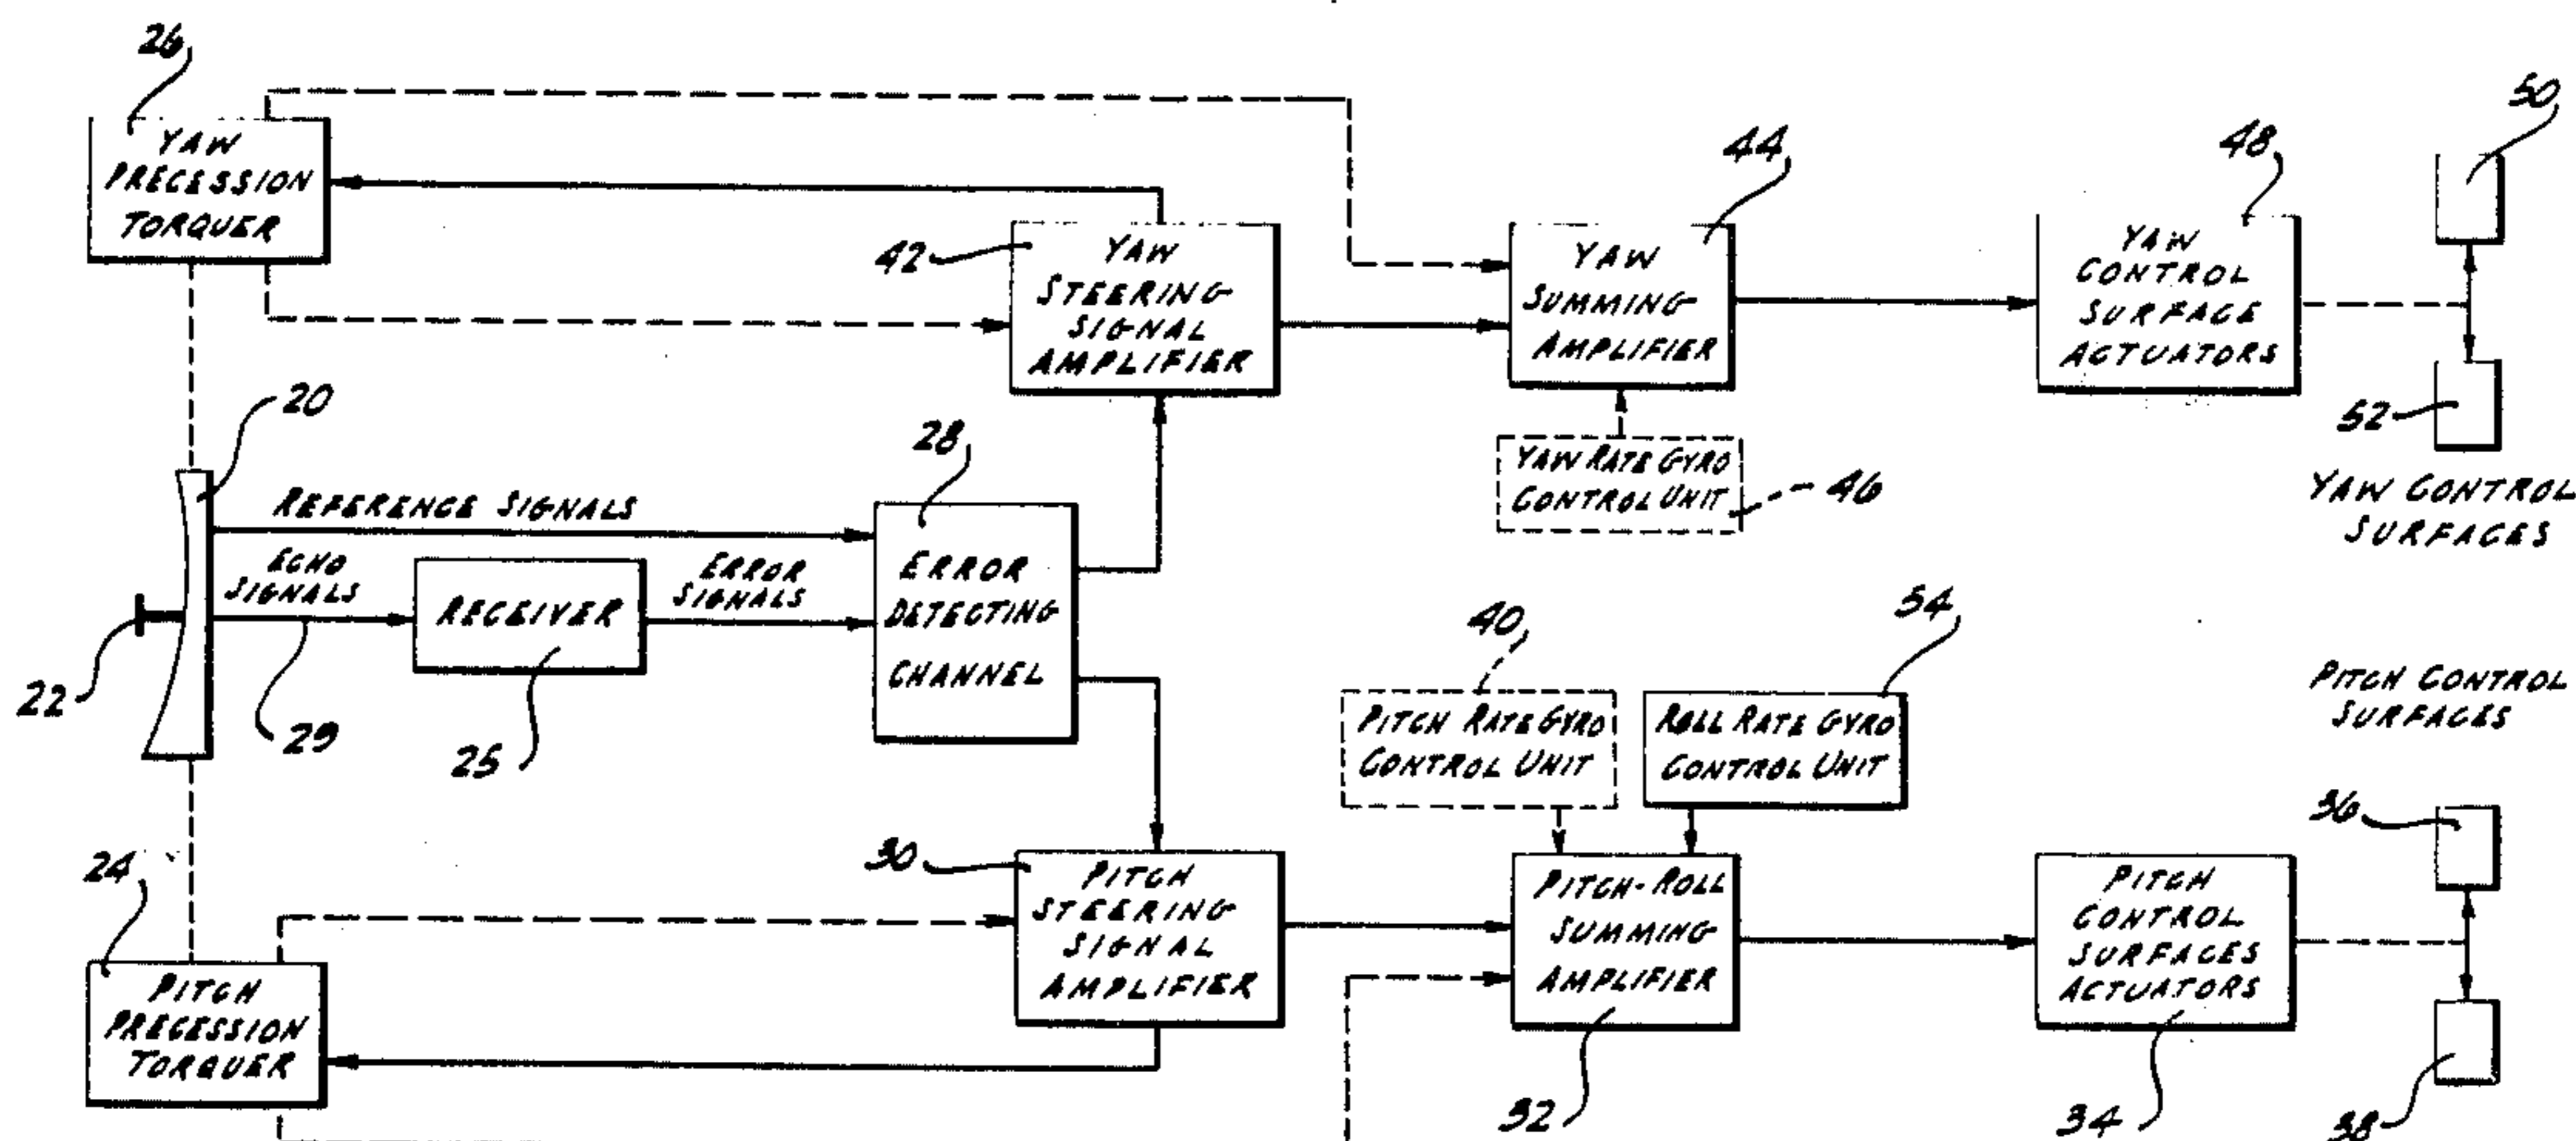 26
YAW
PRECESSION
TORQUER
42
YAW
STEERING
SIGNAL
AMPLIFIER
44
YAW
SUMMING
AMPLIFIER
48
YAW
CONTROL
SURFACE
ACTUATORS
50
52
YAW CONTROL
SURFACES
YAW RATE GYRO
CONTROL UNIT
46
20
22
REFERENCE SIGNALS
ECHO
SIGNALS
29
RECEIVER
25
ERROR
SIGNALS
28
ERROR
DETECTING
CHANNEL
40
PITCH RATE GYRO
CONTROL UNIT
54
ROLL RATE GYRO
CONTROL UNIT
PITCH CONTROL
SURFACES
24
PITCH
PRECESSION
TORQUER
30
PITCH
STEERING
SIGNAL
AMPLIFIER
PITCH-ROLL
SUMMING
AMPLIFIER
32
PITCH
CONTROL
SURFACES
ACTUATORS
34
36
38